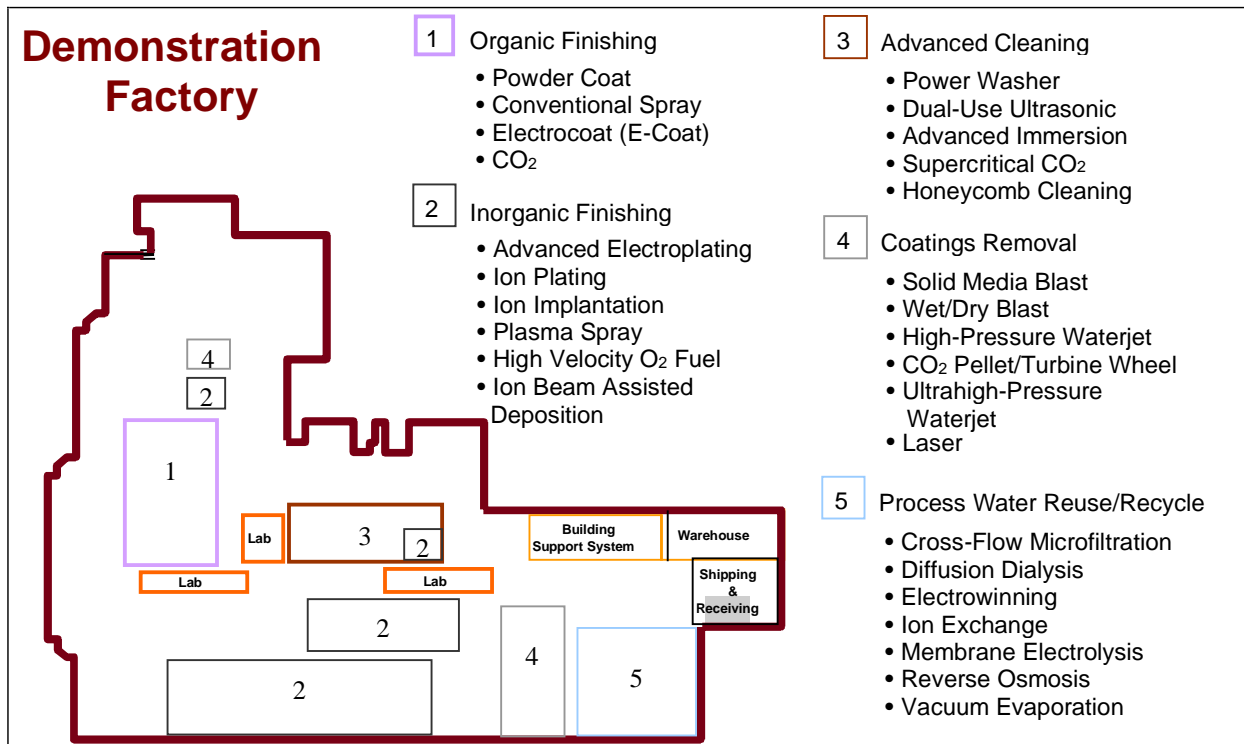 Demonstration
Factory
1 Organic Finishing
• Powder Coat
• Conventional Spray
• Electrocoat (E-Coat)
• CO₂
2 Inorganic Finishing
• Advanced Electroplating
• Ion Plating
• Ion Implantation
• Plasma Spray
• High Velocity O₂ Fuel
• Ion Beam Assisted
Deposition
3 Advanced Cleaning
• Power Washer
• Dual-Use Ultrasonic
• Advanced Immersion
• Supercritical CO₂
• Honeycomb Cleaning
4 Coatings Removal
• Solid Media Blast
• Wet/Dry Blast
• High-Pressure Waterjet
• CO₂ Pellet/Turbine Wheel
• Ultrahigh-Pressure
Waterjet
• Laser
5 Process Water Reuse/Recycle
• Cross-Flow Microfiltration
• Diffusion Dialysis
• Electrowinning
• Ion Exchange
• Membrane Electrolysis
• Reverse Osmosis
• Vacuum Evaporation
4
2
1
Lab
3
2
Building
Support System
Warehouse
Lab
Lab
Shipping
&
Receiving
2
4
5
2